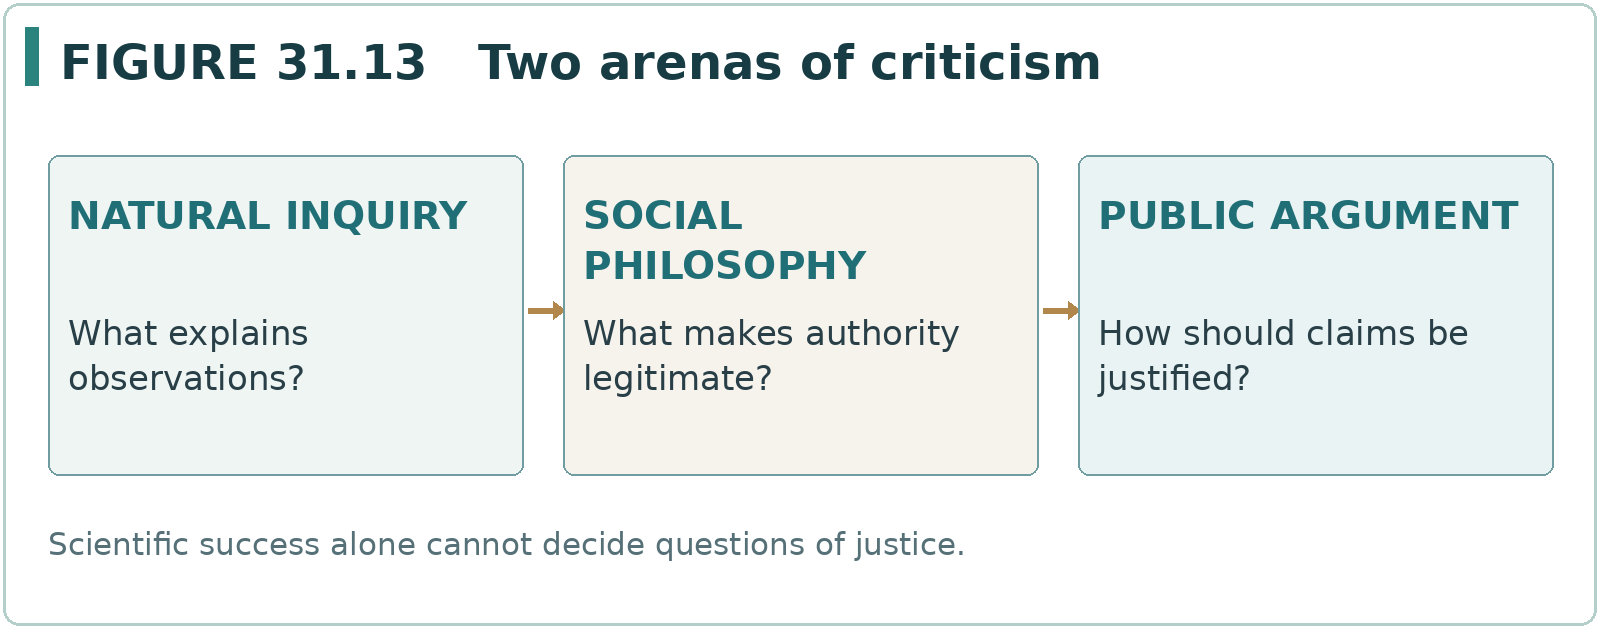 FIGURE 31.13 Two arenas of criticism
NATURAL INQUIRY
What explains
observations?
SOCIAL
PHILOSOPHY
What makes authority
legitimate?
PUBLIC ARGUMENT
How should claims be
justified?
Scientific success alone cannot decide questions of justice.